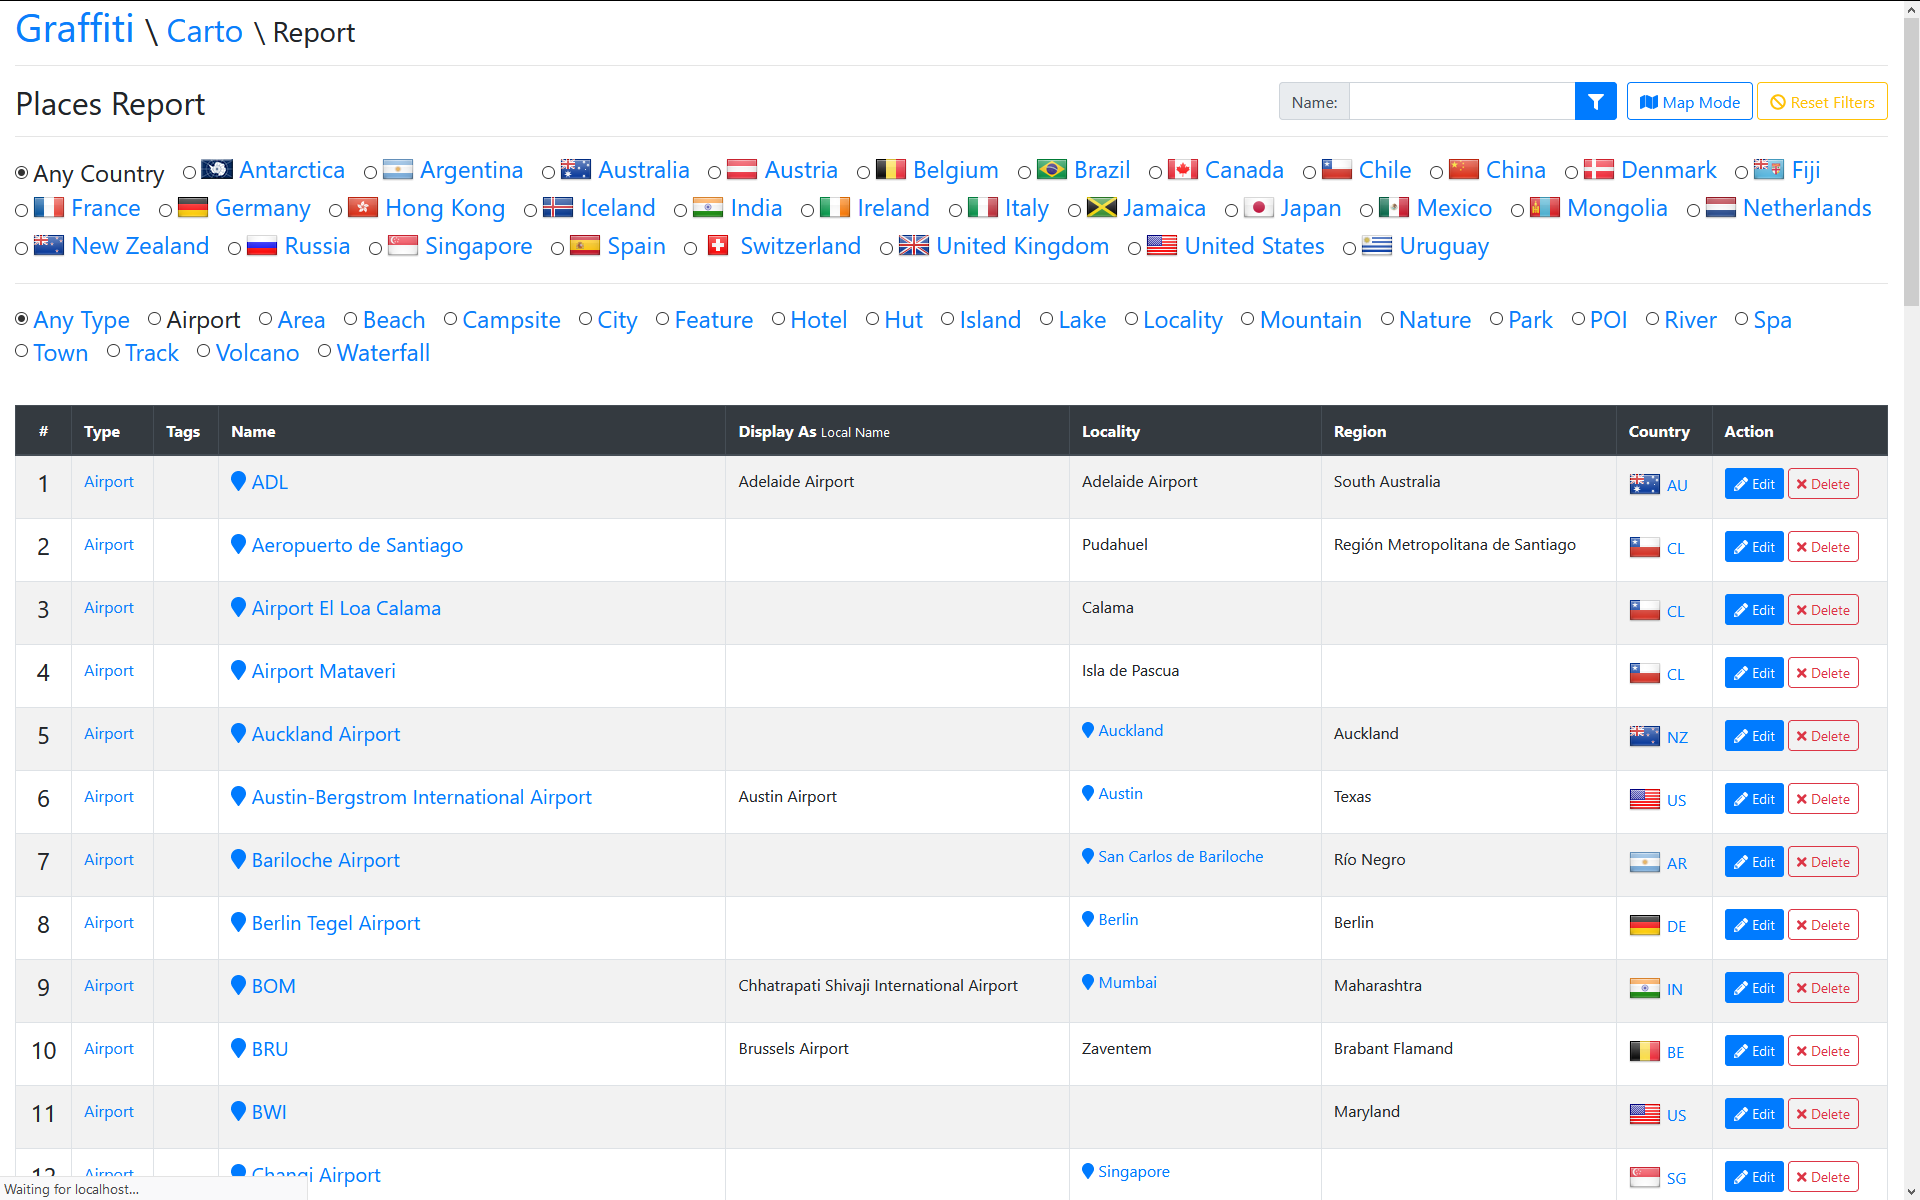 Graffiti \ Carto \ Report
Places Report
Name:
Map Mode
Reset Filters
Any Country Antarctica Argentina Australia Austria Belgium Brazil Canada Chile China Denmark Fiji
France Germany Hong Kong Iceland India Ireland Italy Jamaica Japan Mexico Mongolia Netherlands
New Zealand Russia Singapore Spain Switzerland United Kingdom United States Uruguay
Any Type Airport Area Beach Campsite City Feature Hotel Hut Island Lake Locality Mountain Nature Park POI River Spa
Town Track Volcano Waterfall
# Type Tags Name Display As Local Name Locality Region Country Action
1 Airport ADL Adelaide Airport Adelaide Airport South Australia AU Edit Delete
2 Airport Aeropuerto de Santiago Pudahuel Región Metropolitana de Santiago CL Edit Delete
3 Airport Airport El Loa Calama Calama CL Edit Delete
4 Airport Airport Mataveri Isla de Pascua CL Edit Delete
5 Airport Auckland Airport Auckland Auckland NZ Edit Delete
6 Airport Austin-Bergstrom International Airport Austin Airport Austin Texas US Edit Delete
7 Airport Bariloche Airport San Carlos de Bariloche Río Negro AR Edit Delete
8 Airport Berlin Tegel Airport Berlin Berlin DE Edit Delete
9 Airport BOM Chhatrapati Shivaji International Airport Mumbai Maharashtra IN Edit Delete
10 Airport BRU Brussels Airport Zaventem Brabant Flamand BE Edit Delete
11 Airport BWI Maryland US Edit Delete
12 Airport Changi Airport Singapore SG Edit Delete
Waiting for localhost...